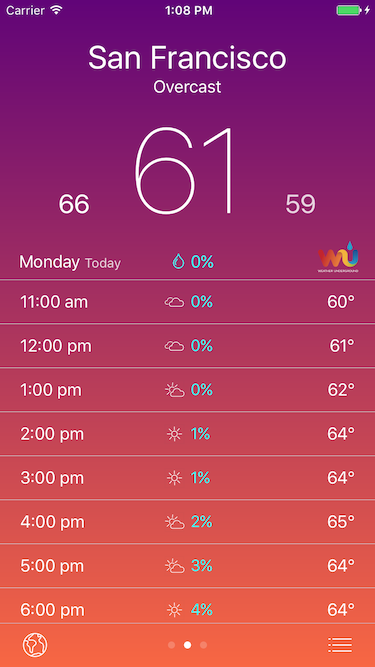 Carrier 1:08 PM
San Francisco
Overcast
61
66 59
Monday Today 0%
WEATHER UNDERGROUND
11:00 am 0% 60°
12:00 pm 0% 61°
1:00 pm 0% 62°
2:00 pm 1% 64°
3:00 pm 1% 64°
4:00 pm 2% 65°
5:00 pm 3% 64°
6:00 pm 4% 64°